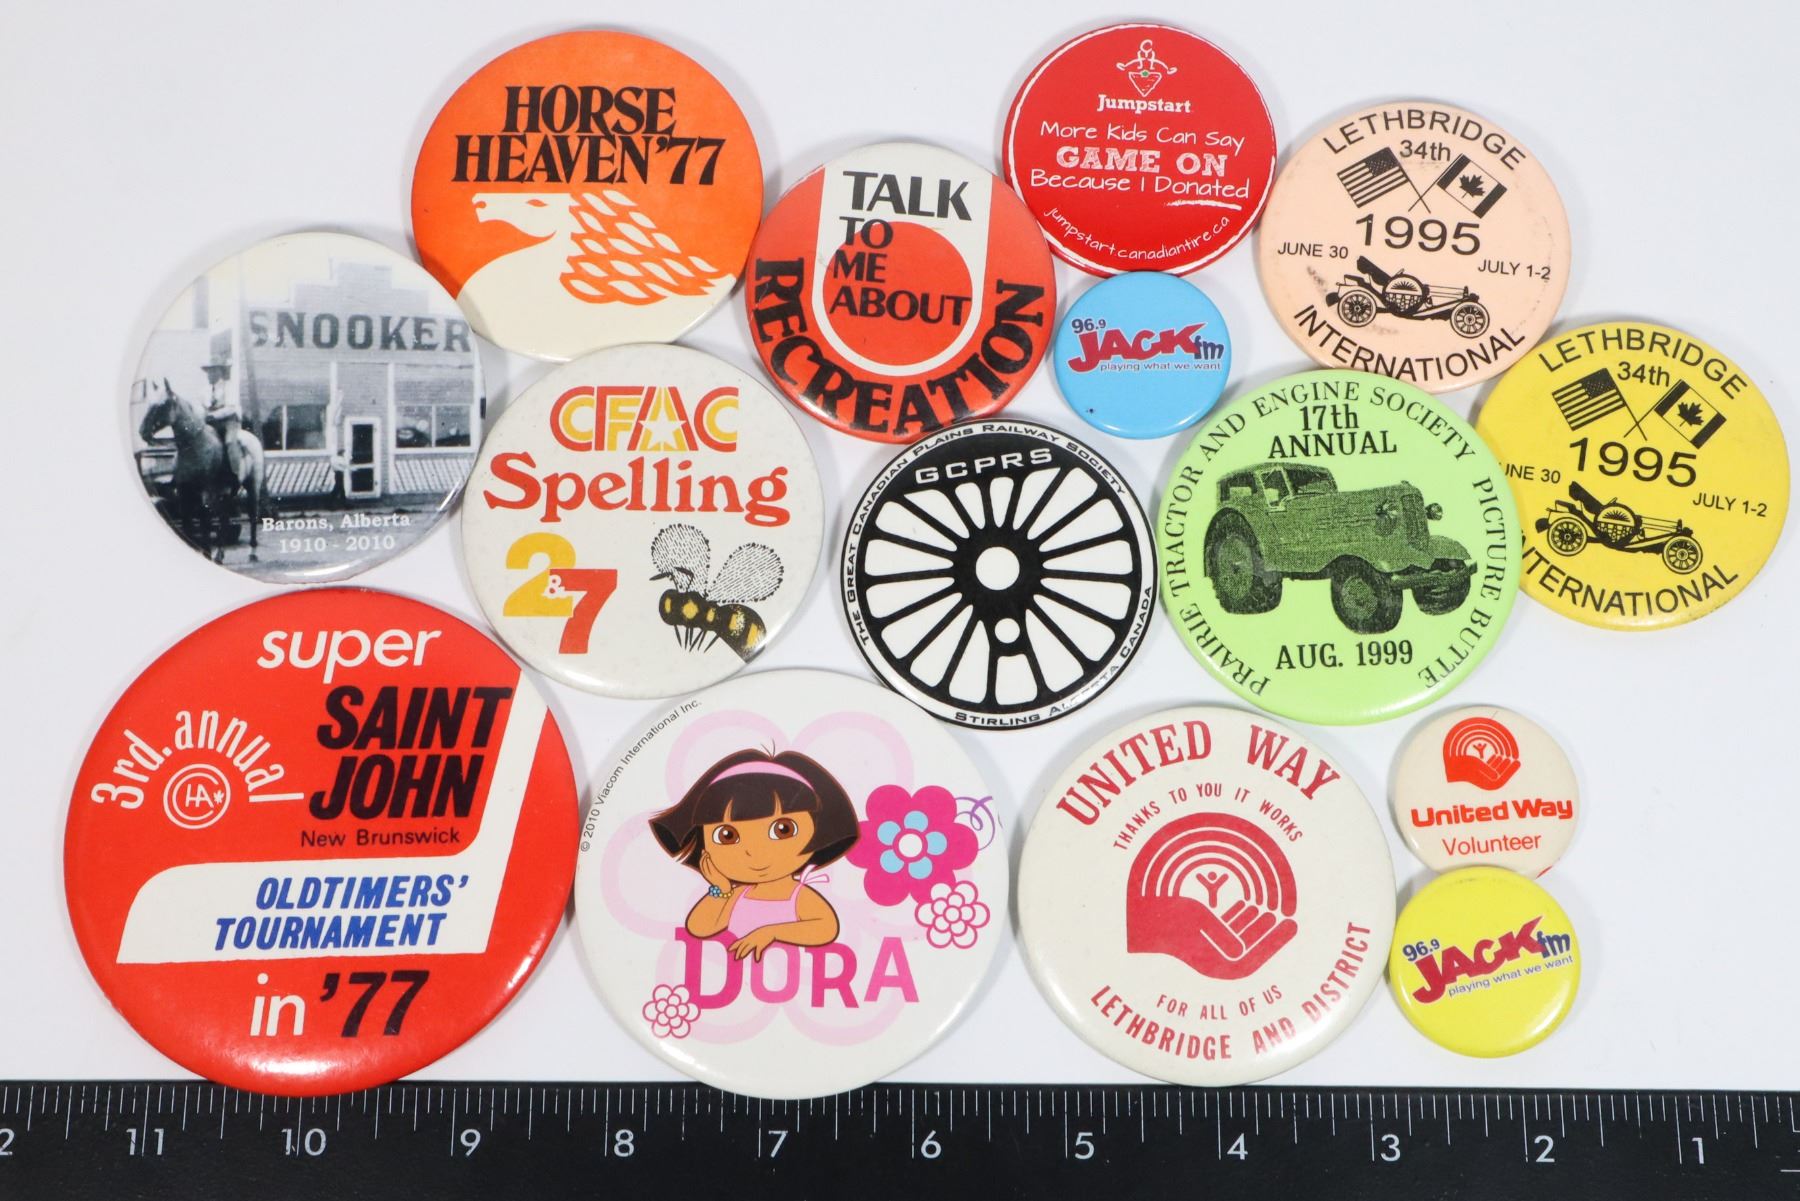 HORSE
HEAVEN '77
TALK
TO
ME
ABOUT
RECREATION
Jumpstart
More Kids Can Say
GAME ON
Because I Donated
jumpstart.canadiantire.ca
LETHBRIDGE
34th
1995
JUNE 30
JULY 1-2
INTERNATIONAL
SNOOKER
Barons, Alberta
1910 - 2010
CFAC
Spelling
2&7
96.9
JACK fm
playing what we want
THE GREAT CANADIAN PLAINS RAILWAY SOCIETY
GCPRS
STIRLING ALBERTA CANADA
PRAIRIE TRACTOR AND ENGINE SOCIETY PICTURE BUTTE
17th
ANNUAL
AUG. 1999
LETHBRIDGE
34th
1995
UNE 30
JULY 1-2
NTERNATIONAL
super
3rd. annual
SAINT
JOHN
New Brunswick
OLDTIMERS'
TOURNAMENT
in '77
© 2010 Viacom International Inc.
DORA
UNITED WAY
THANKS TO YOU IT WORKS
FOR ALL OF US
LETHBRIDGE AND DISTRICT
United Way
Volunteer
96.9
JACK fm
playing what we want
11 10 9 8 7 6 5 4 3 2 1